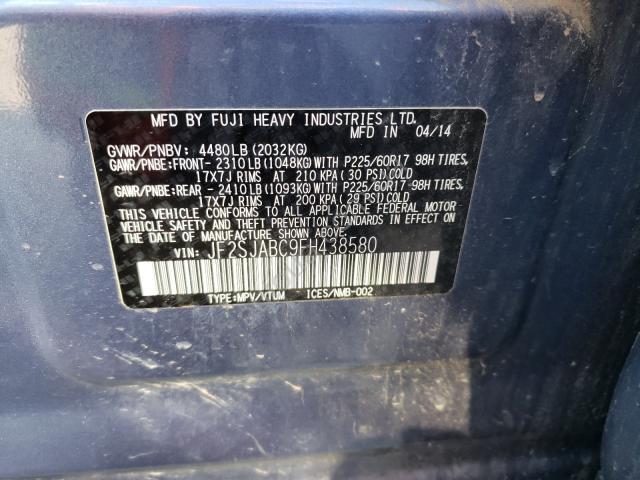 MFD BY FUJI HEAVY INDUSTRIES LTD.
MFD IN 04/14
GVWR/PNBV: 4480LB (2032KG)
GAWR/PNBE:FRONT- 2310LB(1048KG)WITH P225/60R17 98H TIRES,
17X7J RIMS AT 210 KPA( 30 PSI)COLD
GAWR/PNBE:REAR - 2410LB(1093KG)WITH P225/60R17 98H TIRES,
17X7J RIMS AT 200 KPA( 29 PSI)COLD
THIS VEHICLE CONFORMS TO ALL APPLICABLE FEDERAL MOTOR
VEHICLE SAFETY AND THEFT PREVENTION STANDARDS IN EFFECT
ON THE DATE OF MANUFACTURE SHOWN ABOVE.
VIN: JF2SJABC9FH438580
TYPE:MPV/VTUM ICES/NMB-002